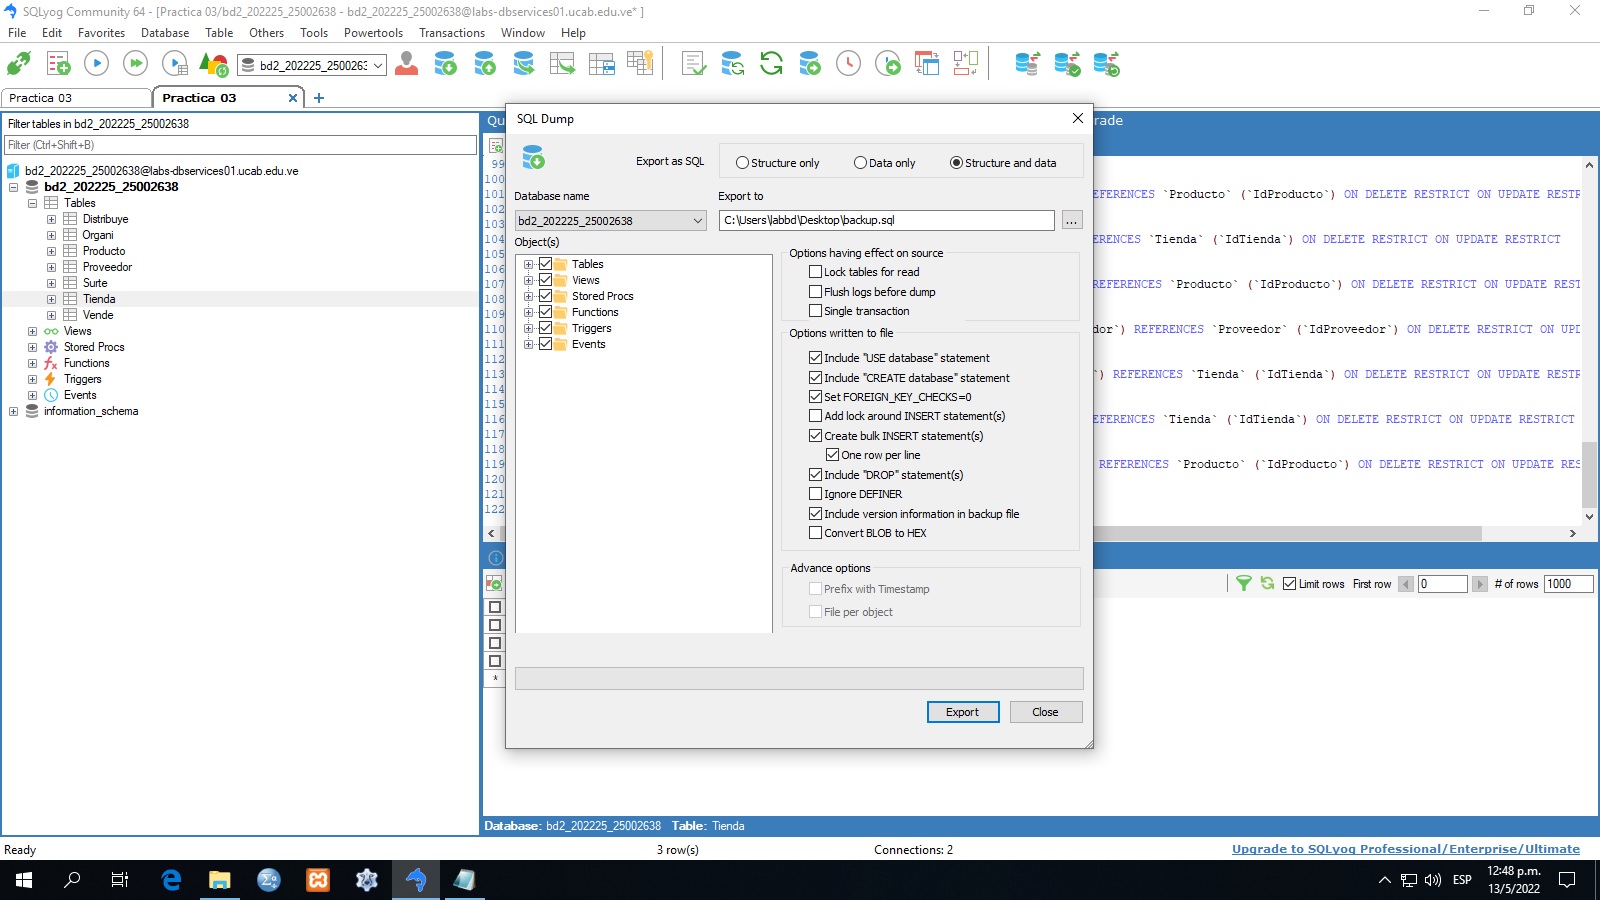 SQLyog Community 64 - [Practica 03/bd2_202225_25002638 - bd2_202225_25002638@labs-dbservices01.ucab.edu.ve* ]
File Edit Favorites Database Table Others Tools Powertools Transactions Window Help
bd2_202225_2500263
Practica 03
Practica 03
Filter tables in bd2_202225_25002638
Filter (Ctrl+Shift+B)
bd2_202225_25002638@labs-dbservices01.ucab.edu.ve
bd2_202225_25002638
Tables
Distribuye
Organi
Producto
Proveedor
Surte
Tienda
Vende
Views
Stored Procs
Functions
Triggers
Events
information_schema
Qu
rade
99
100
101 EFERENCES `Producto` (`IdProducto`) ON DELETE RESTRICT ON UPDATE RESTR
102
103
104 ERENCES `Tienda` (`IdTienda`) ON DELETE RESTRICT ON UPDATE RESTRICT
105
106
107 EFERENCES `Producto` (`IdProducto`) ON DELETE RESTRICT ON UPDATE RESTR
108
109
110 dor`) REFERENCES `Proveedor` (`IdProveedor`) ON DELETE RESTRICT ON UPD
111
112
113 `) REFERENCES `Tienda` (`IdTienda`) ON DELETE RESTRICT ON UPDATE RESTR
114
115
116 EFERENCES `Tienda` (`IdTienda`) ON DELETE RESTRICT ON UPDATE RESTRICT
117
118
119 REFERENCES `Producto` (`IdProducto`) ON DELETE RESTRICT ON UPDATE RES
120
121
122
SQL Dump
Export as SQL Structure only Data only Structure and data
Database name
bd2_202225_25002638
Export to
C:\Users\labbd\Desktop\backup.sql
...
Object(s)
Tables
Views
Stored Procs
Functions
Triggers
Events
Options having effect on source
Lock tables for read
Flush logs before dump
Single transaction
Options written to file
Include "USE database" statement
Include "CREATE database" statement
Set FOREIGN_KEY_CHECKS=0
Add lock around INSERT statement(s)
Create bulk INSERT statement(s)
One row per line
Include "DROP" statement(s)
Ignore DEFINER
Include version information in backup file
Convert BLOB to HEX
Advance options
Prefix with Timestamp
File per object
Export Close
Limit rows First row 0 # of rows 1000
*
Database: bd2_202225_25002638 Table: Tienda
Ready 3 row(s) Connections: 2 Upgrade to SQLyog Professional/Enterprise/Ultimate
ESP
12:48 p.m.
13/5/2022